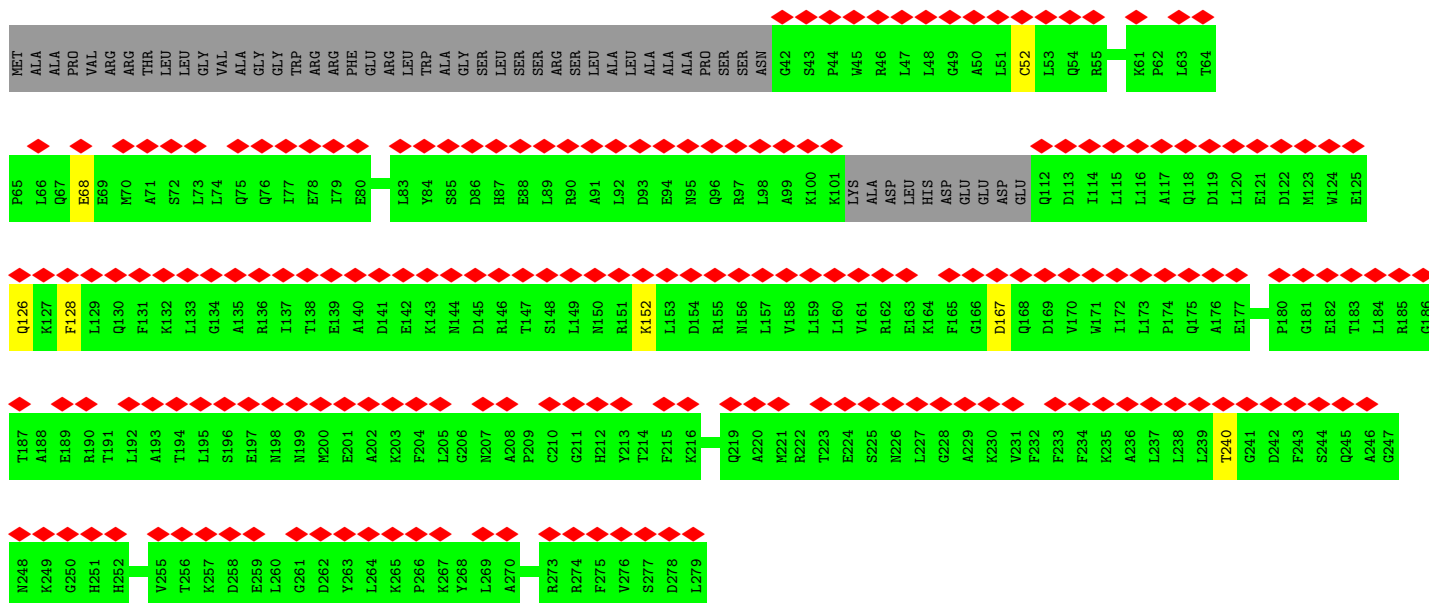 MET ALA ALA PRO VAL ARG ARG THR LEU LEU GLY VAL ALA GLY GLY TRP ARG ARG PHE GLU ARG LEU TRP ALA GLY SER LEU SER SER ARG SER LEU ALA LEU ALA ALA ALA PRO SER SER ASN G42 S43 P44 W45 R46 L47 L48 G49 A50 L51 C52 L53 Q54 R55 K61 P62 L63 T64
P65 L66 Q67 E68 E69 M70 A71 S72 L73 L74 Q75 Q76 I77 E78 I79 E80 L83 Y84 S85 D86 H87 E88 L89 R90 A91 L92 D93 E94 N95 Q96 R97 L98 A99 K100 K101 LYS ALA ASP LEU HIS ASP GLU GLU ASP GLU Q112 D113 I114 L115 L116 A117 Q118 D119 L120 E121 D122 M123 W124 E125
Q126 K127 F128 L129 Q130 F131 K132 L133 G134 A135 R136 I137 T138 E139 A140 D141 E142 K143 N144 D145 R146 T147 S148 L149 N150 R151 K152 L153 D154 R155 N156 L157 V158 L159 L160 V161 R162 E163 K164 F165 G166 D167 Q168 D169 V170 W171 I172 L173 P174 Q175 A176 E177 P180 G181 E182 T183 L184 R185 G186
T187 A188 E189 R190 T191 L192 A193 T194 L195 S196 E197 N198 N199 M200 E201 A202 K203 F204 L205 G206 N207 A208 P209 C210 G211 H212 Y213 T214 F215 K216 Q219 A220 M221 R222 T223 E224 S225 N226 L227 G228 A229 K230 V231 F232 F233 F234 K235 A236 L237 L238 L239 T240 G241 D242 F243 S244 Q245 A246 G247
N248 K249 G250 H251 H252 V255 T256 K257 D258 E259 L260 G261 D262 Y263 L264 K265 P266 K267 Y268 L269 A270 R273 R274 F275 V276 S277 D278 L279